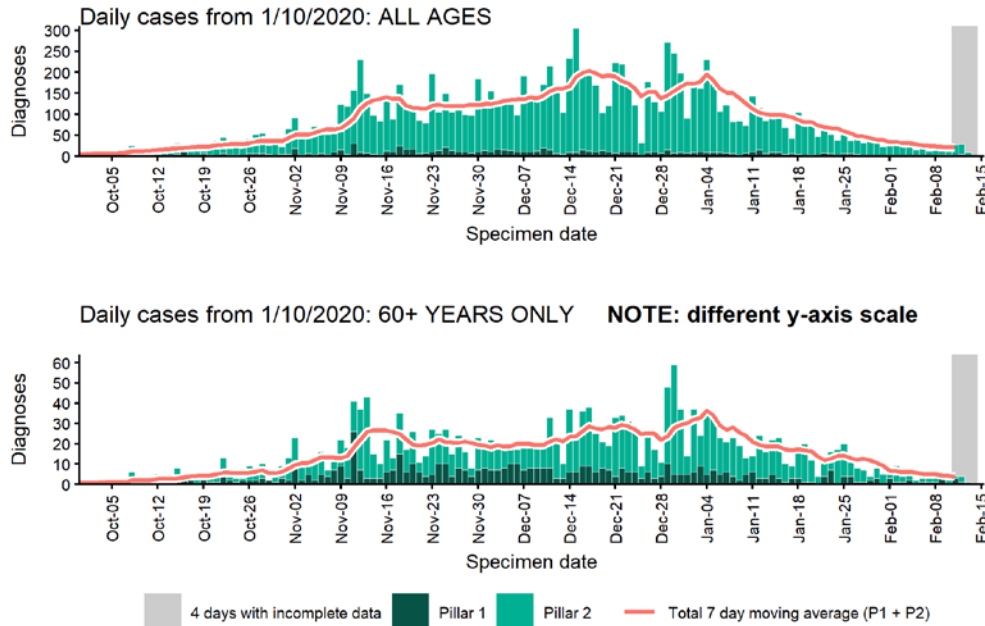 Daily cases from 1/10/2020: ALL AGES
Diagnoses
300
250
200
150
100
50
0
Oct-05
Oct-12
Oct-19
Oct-26
Nov-02
Nov-09
Nov-16
Nov-23
Nov-30
Dec-07
Dec-14
Dec-21
Dec-28
Jan-04
Jan-11
Jan-18
Jan-25
Feb-01
Feb-08
Feb-15
Specimen date
Daily cases from 1/10/2020: 60+ YEARS ONLY NOTE: different y-axis scale
Diagnoses
60
50
40
30
20
10
0
Oct-05
Oct-12
Oct-19
Oct-26
Nov-02
Nov-09
Nov-16
Nov-23
Nov-30
Dec-07
Dec-14
Dec-21
Dec-28
Jan-04
Jan-11
Jan-18
Jan-25
Feb-01
Feb-08
Feb-15
Specimen date
4 days with incomplete data Pillar 1 Pillar 2 Total 7 day moving average (P1 + P2)